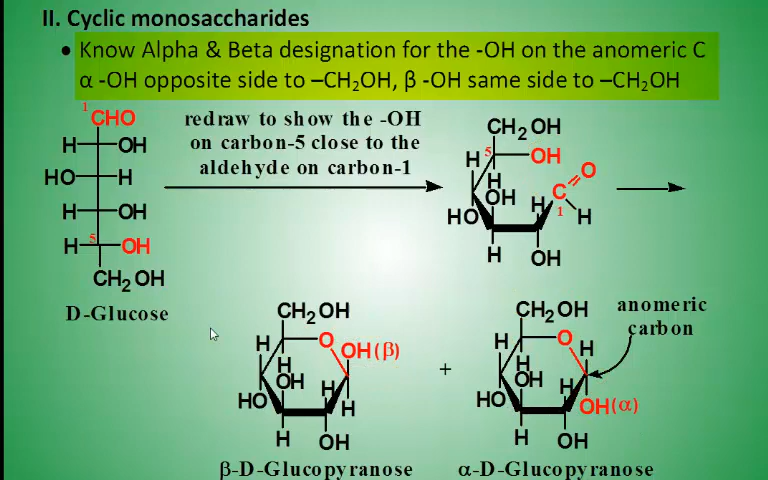 II. Cyclic monosaccharides
• Know Alpha & Beta designation for the -OH on the anomeric C
α -OH opposite side to –CH₂OH, β -OH same side to –CH₂OH
1 CHO
H OH
HO H
H OH
H 5 OH
CH₂OH
D-Glucose
redraw to show the -OH
on carbon-5 close to the
aldehyde on carbon-1
CH₂OH
H 5 OH
H O
OH H C
HO 1 H
H OH
CH₂OH
H O OH(β)
H
OH H
HO H
H OH
β-D-Glucopyranose
+
CH₂OH
H O H
H
OH H
HO OH(α)
H OH
α-D-Glucopyranose
anomeric
carbon